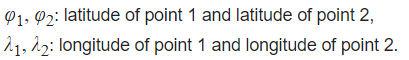 φ1, φ2: latitude of point 1 and latitude of point 2,
λ1, λ2: longitude of point 1 and longitude of point 2.